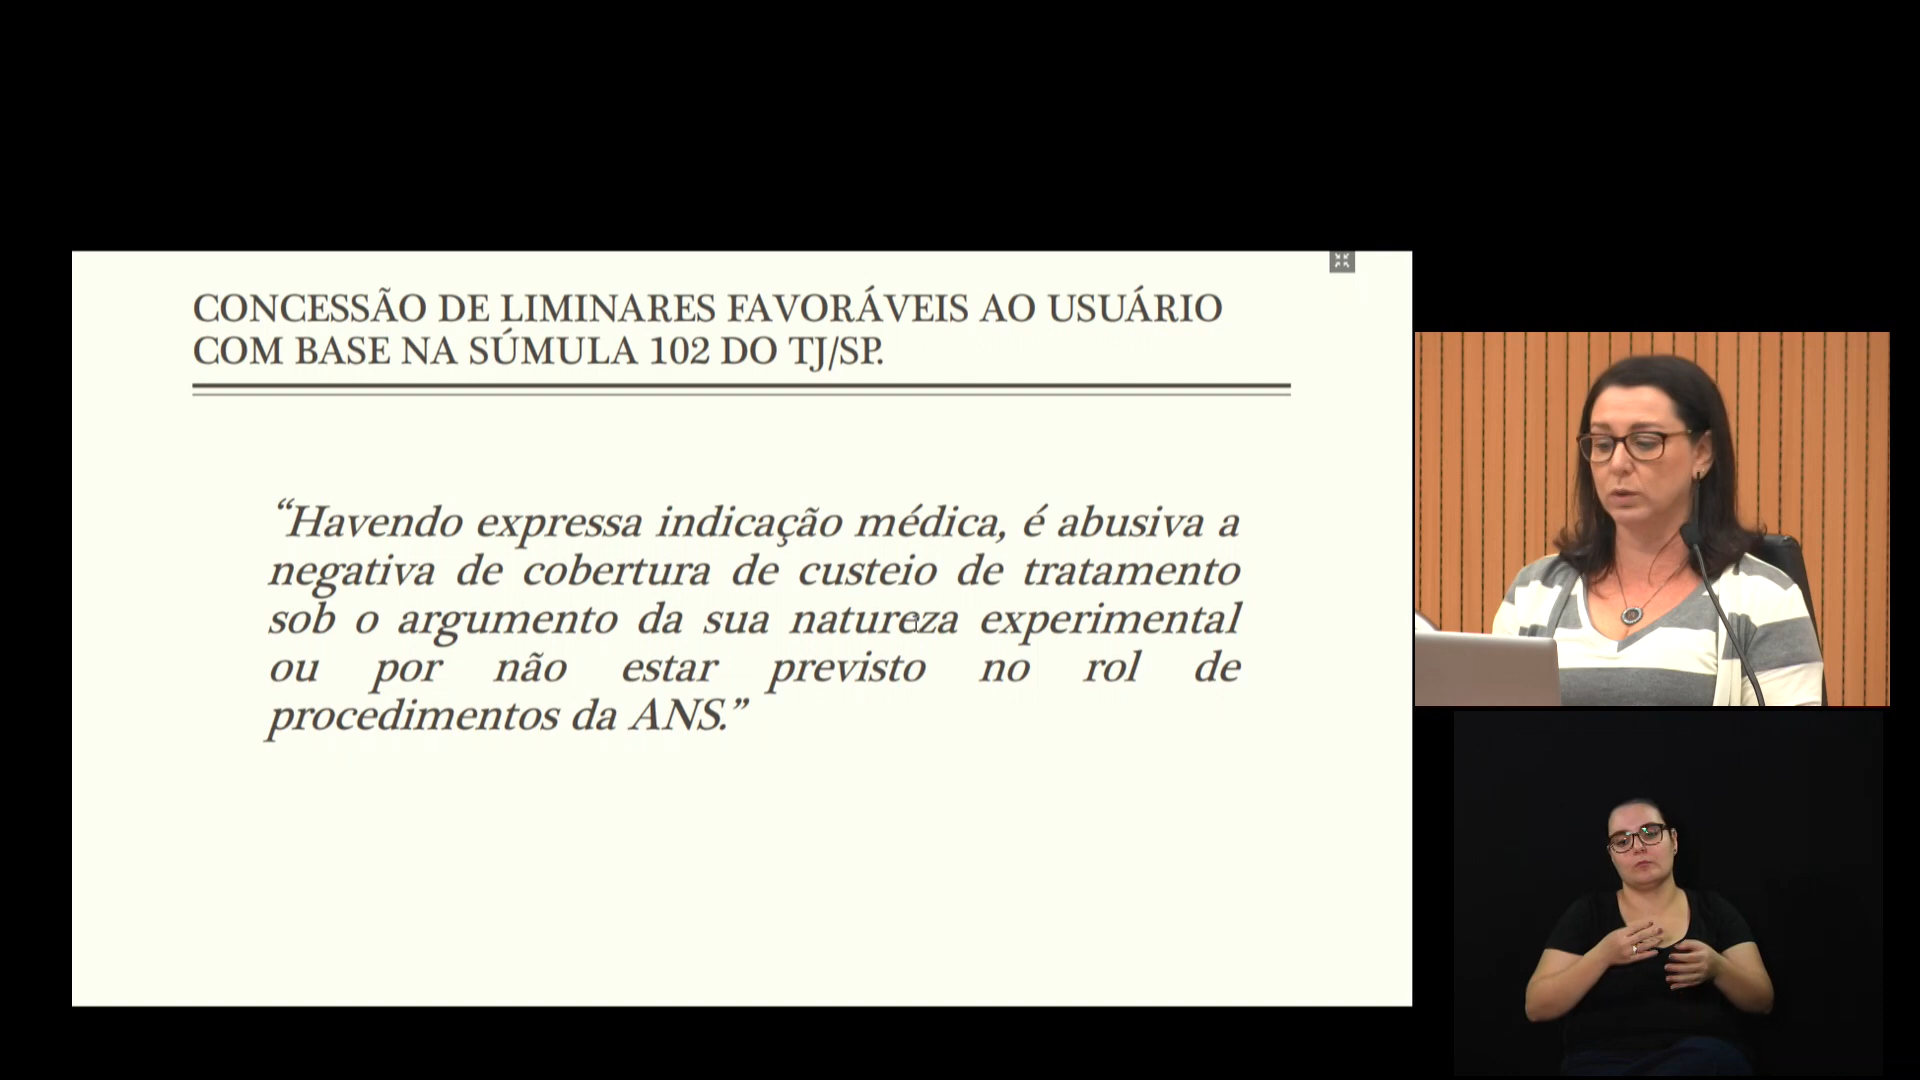 CONCESSÃO DE LIMINARES FAVORÁVEIS AO USUÁRIO
COM BASE NA SÚMULA 102 DO TJ/SP.
“Havendo expressa indicação médica, é abusiva a
negativa de cobertura de custeio de tratamento
sob o argumento da sua natureza experimental
ou por não estar previsto no rol de
procedimentos da ANS.”